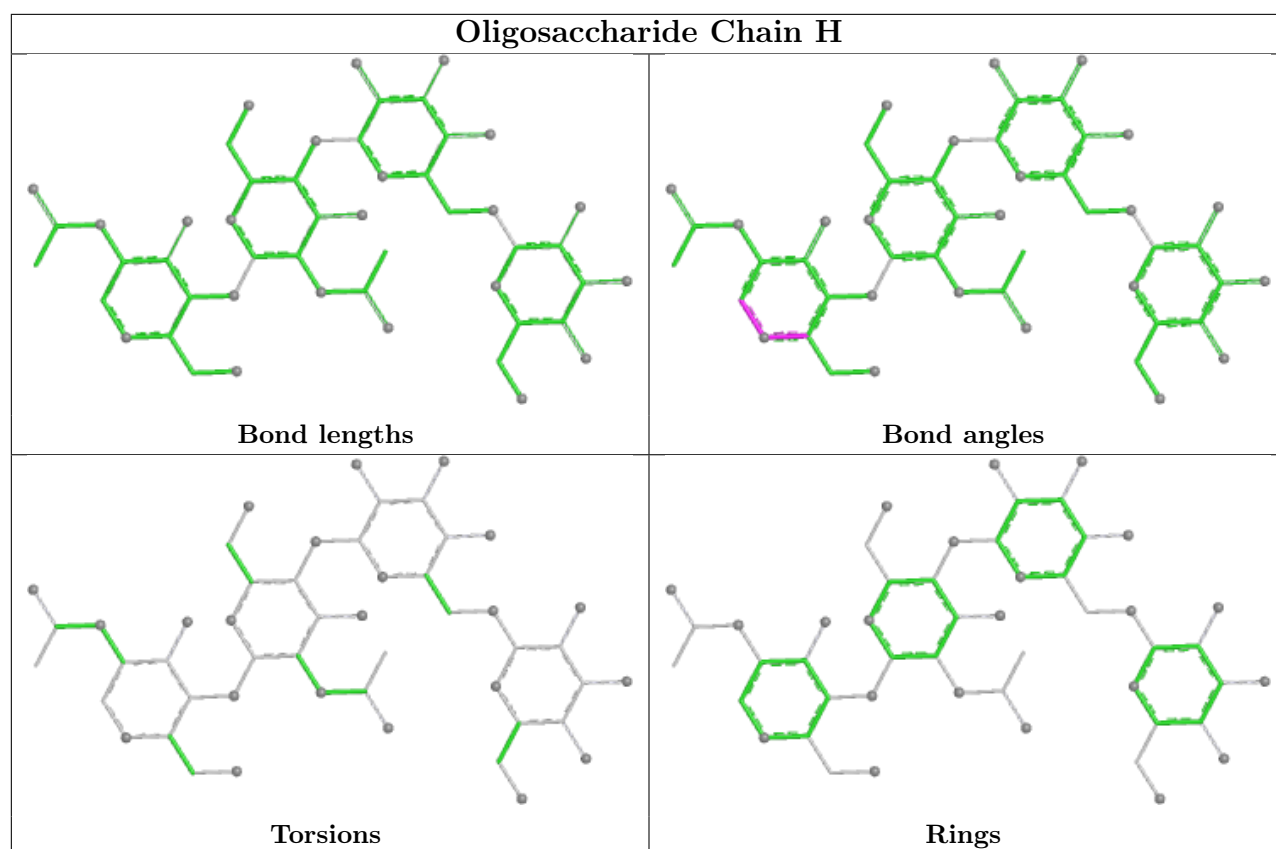 Oligosaccharide Chain H
Bond lengths
Bond angles
Torsions
Rings